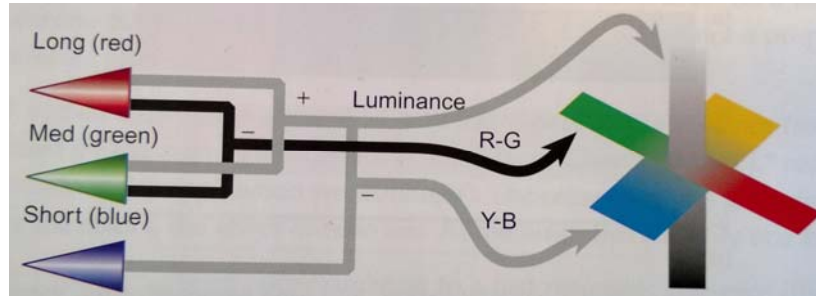 Long (red)
+
Luminance
Med (green)
–
R-G
Short (blue)
–
Y-B